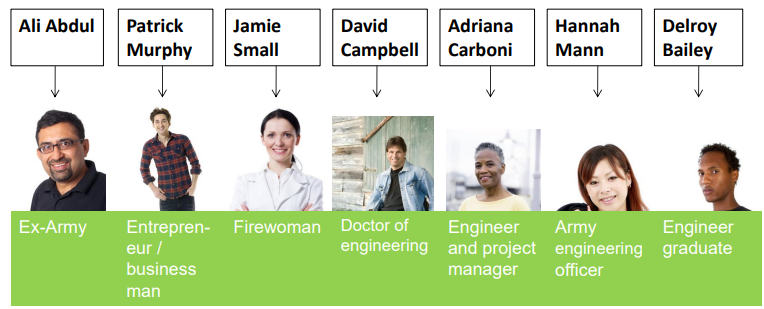 Ali Abdul
Patrick
Murphy
Jamie
Small
David
Campbell
Adriana
Carboni
Hannah
Mann
Delroy
Bailey
Ex-Army
Entrepren-
eur /
business
man
Firewoman
Doctor of
engineering
Engineer
and project
manager
Army
engineering
officer
Engineer
graduate